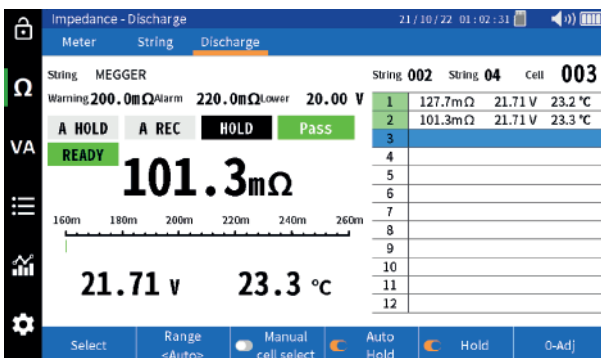 Impedance - Discharge 21/10/22 01:02:31
Meter String Discharge
String MEGGER String 002 String 04 Cell 003
Warning 200.0mΩ Alarm 220.0mΩ Lower 20.00 V
A HOLD A REC HOLD Pass
READY
101.3mΩ
160m 180m 200m 220m 240m 260m
21.71 V 23.3 °C
1 127.7mΩ 21.71 V 23.2 °C
2 101.3mΩ 21.71 V 23.3 °C
3
4
5
6
7
8
9
10
11
12
Ω
VA
Select
Range
<Auto>
Manual
cell select
Auto
Hold
Hold
0-Adj